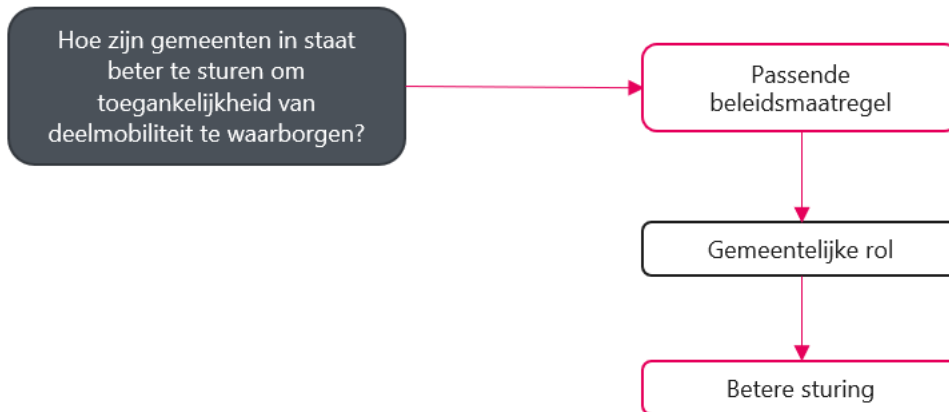 Hoe zijn gemeenten in staat
beter te sturen om
toegankelijkheid van
deelmobiliteit te waarborgen?
Passende
beleidsmaatregel
Gemeentelijke rol
Betere sturing